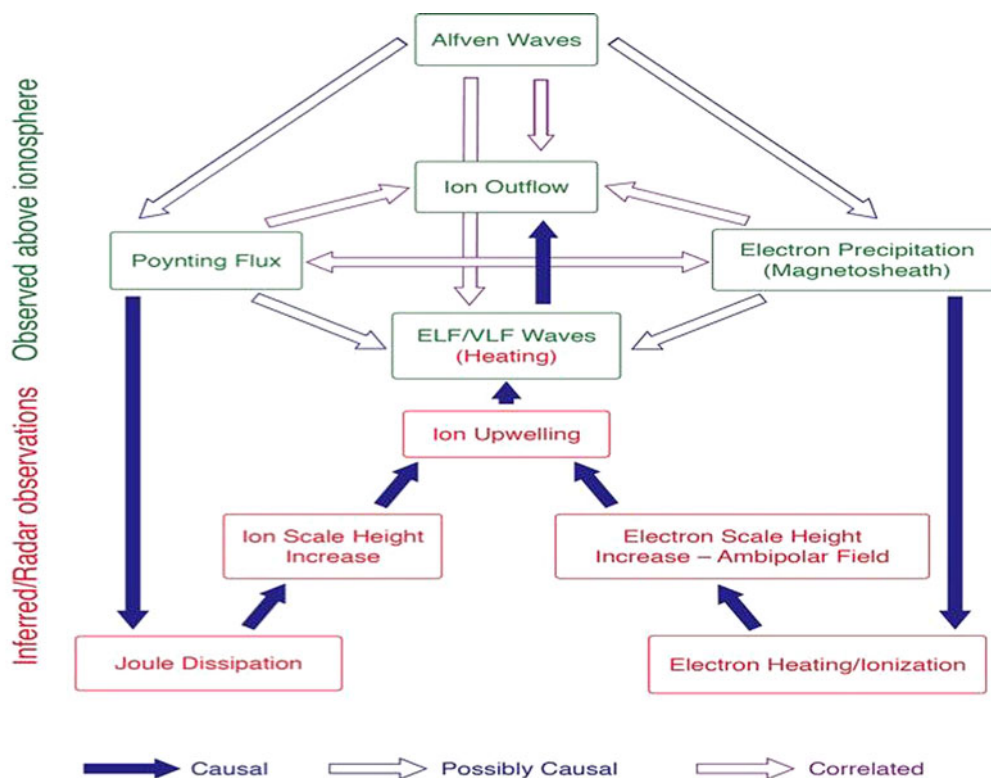 Alfven Waves
Observed above ionosphere
Ion Outflow
Poynting Flux
Electron Precipitation
(Magnetosheath)
ELF/VLF Waves
(Heating)
Inferred/Radar observations
Ion Upwelling
Ion Scale Height
Increase
Electron Scale Height
Increase – Ambipolar Field
Joule Dissipation
Electron Heating/Ionization
Causal
Possibly Causal
Correlated